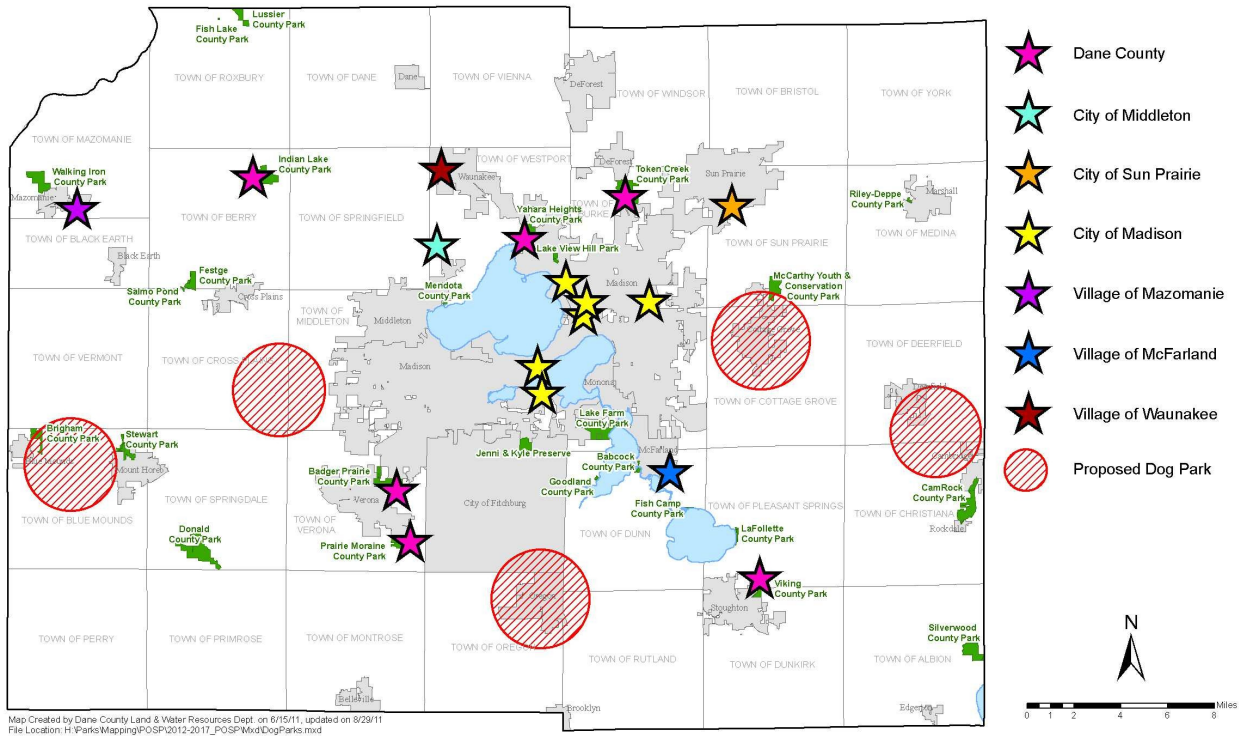 Lussier
County Park
Fish Lake
County Park
TOWN OF ROXBURY
TOWN OF DANE
Dane
TOWN OF VIENNA
DeForest
TOWN OF WINDSOR
TOWN OF BRISTOL
TOWN OF YORK
TOWN OF MAZOMANIE
Walking Iron
County Park
Mazomanie
Indian Lake
County Park
TOWN OF WESTPORT
Waunakee
DeForest
Token Creek
County Park
Sun Prairie
Riley-Deppe
County Park
Marshall
TOWN OF BERRY
TOWN OF SPRINGFIELD
Yahara Heights
County Park
TOWN OF
BURKE
TOWN OF BLACK EARTH
TOWN OF SUN PRAIRIE
TOWN OF MEDINA
Black Earth
Lake View Hill Park
Festge
County Park
Salmo Pond
County Park
Cross Plains
Mendota
County Park
Madison
McCarthy Youth &
Conservation
County Park
TOWN OF
MIDDLETON
Middleton
Cottage Grove
TOWN OF VERMONT
TOWN OF CROSS PLAINS
Madison
TOWN OF DEERFIELD
Monona
Deerfield
TOWN OF COTTAGE GROVE
Lake Farm
County Park
Brigham
County Park
Blue Mounds
Stewart
County Park
Mount Horeb
Jenni & Kyle Preserve
McFarland
Babcock
County Park
Cambridge
Badger Prairie
County Park
Verona
Goodland
County Park
CamRock
County Park
TOWN OF SPRINGDALE
City of Fitchburg
Fish Camp
County Park
TOWN OF PLEASANT SPRINGS
TOWN OF CHRISTIANA
Rockdale
TOWN OF BLUE MOUNDS
TOWN OF
VERONA
Donald
County Park
TOWN OF DUNN
LaFollette
County Park
Prairie Moraine
County Park
Viking
County Park
Oregon
Stoughton
TOWN OF PERRY
TOWN OF PRIMROSE
TOWN OF MONTROSE
TOWN OF OREGON
TOWN OF RUTLAND
TOWN OF DUNKIRK
TOWN OF ALBION
Silverwood
County Park
Belleville
Brooklyn
Edgerton
Map Created by Dane County Land & Water Resources Dept. on 6/15/11, updated on 8/29/11
File Location: H:\Parks\Mapping\POSP\2012-2017_POSP\Mxd\DogParks.mxd
Dane County
City of Middleton
City of Sun Prairie
City of Madison
Village of Mazomanie
Village of McFarland
Village of Waunakee
Proposed Dog Park
N
Miles
0 1 2 4 6 8